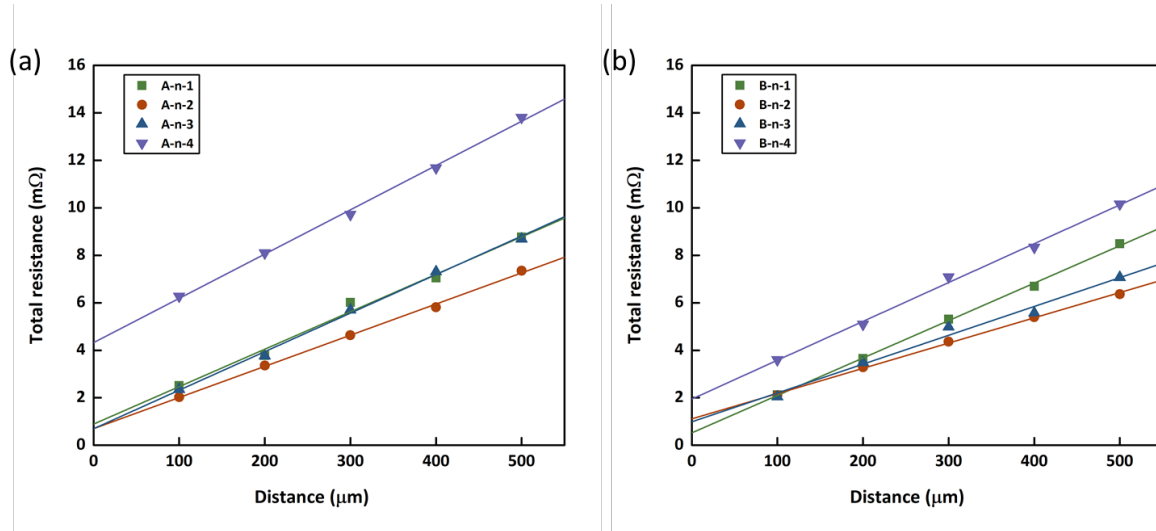 (a)
16
14
12
10
8
6
4
2
0
Total resistance (mΩ)
A-n-1
A-n-2
A-n-3
A-n-4
0 100 200 300 400 500
Distance (μm)
(b)
16
14
12
10
8
6
4
2
0
Total resistance (mΩ)
B-n-1
B-n-2
B-n-3
B-n-4
0 100 200 300 400 500
Distance (μm)